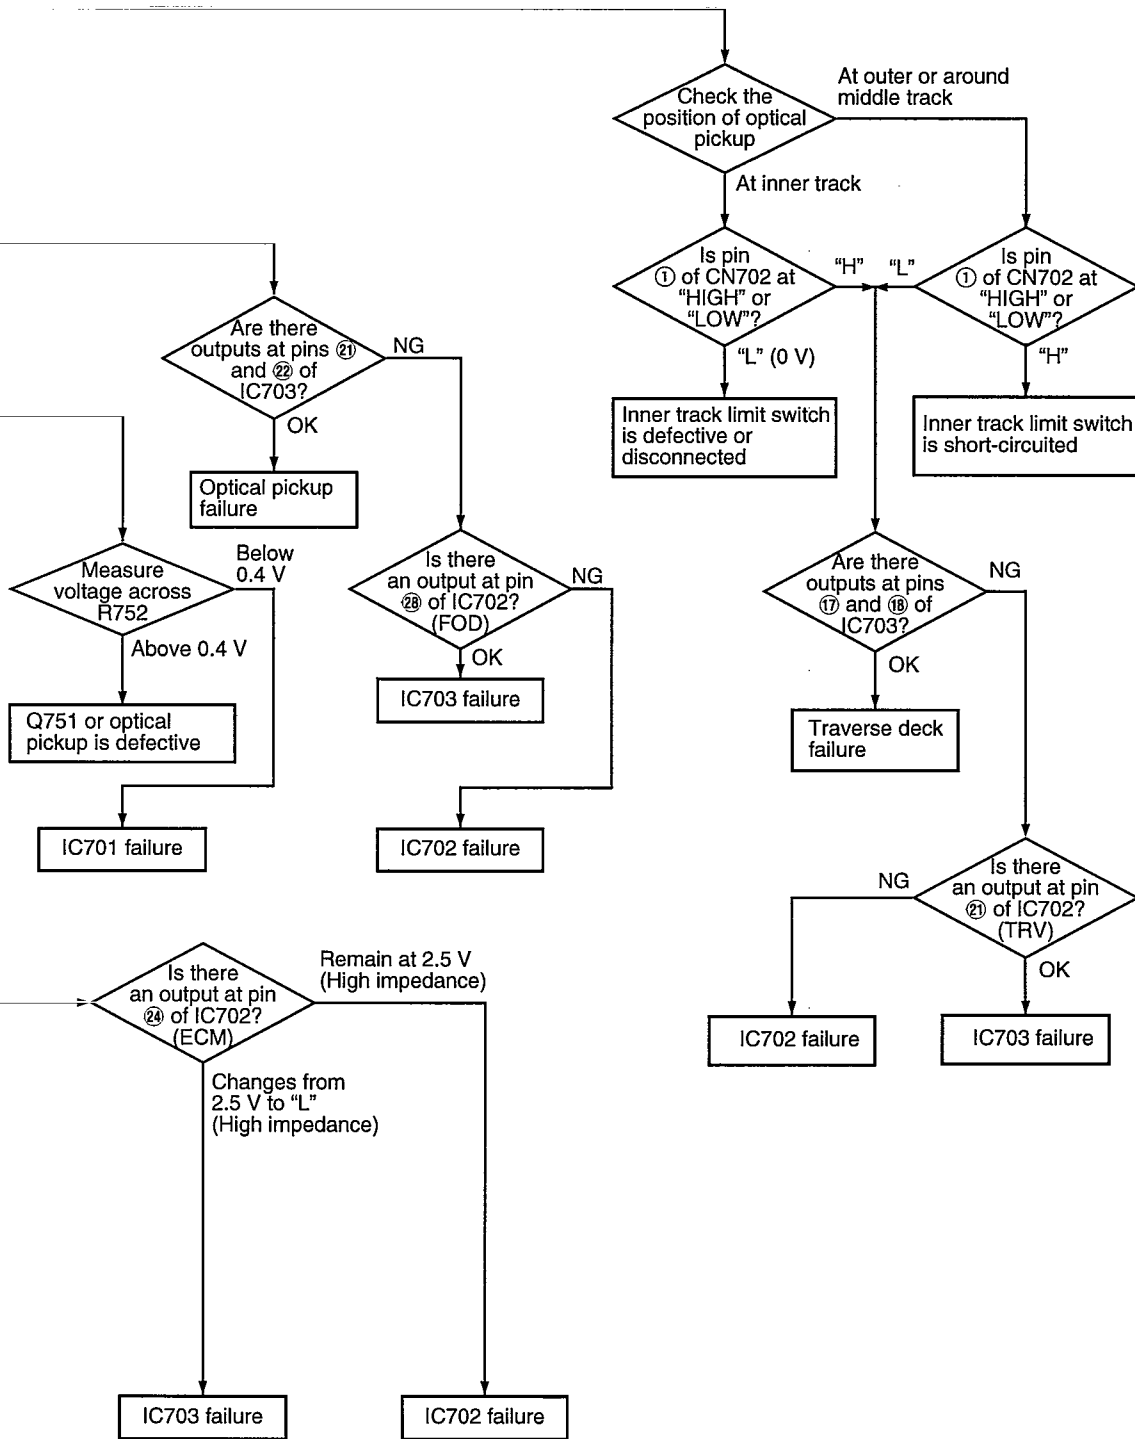 Check the
position of optical
pickup
At outer or around
middle track
At inner track
Is pin
① of CN702 at
“HIGH” or
“LOW”?
“H”
“L”
Is pin
① of CN702 at
“HIGH” or
“LOW”?
“L” (0 V)
“H”
Inner track limit switch
is defective or
disconnected
Inner track limit switch
is short-circuited
Are there
outputs at pins ㉑
and ㉒ of
IC703?
NG
OK
Optical pickup
failure
Measure
voltage across
R752
Below
0.4 V
Above 0.4 V
Q751 or optical
pickup is defective
IC701 failure
Is there
an output at pin
㉘ of IC702?
(FOD)
NG
OK
IC703 failure
IC702 failure
Are there
outputs at pins
⑰ and ⑱ of
IC703?
NG
OK
Traverse deck
failure
Is there
an output at pin
㉑ of IC702?
(TRV)
NG
OK
IC702 failure
IC703 failure
Is there
an output at pin
㉔ of IC702?
(ECM)
Remain at 2.5 V
(High impedance)
Changes from
2.5 V to “L”
(High impedance)
IC703 failure
IC702 failure